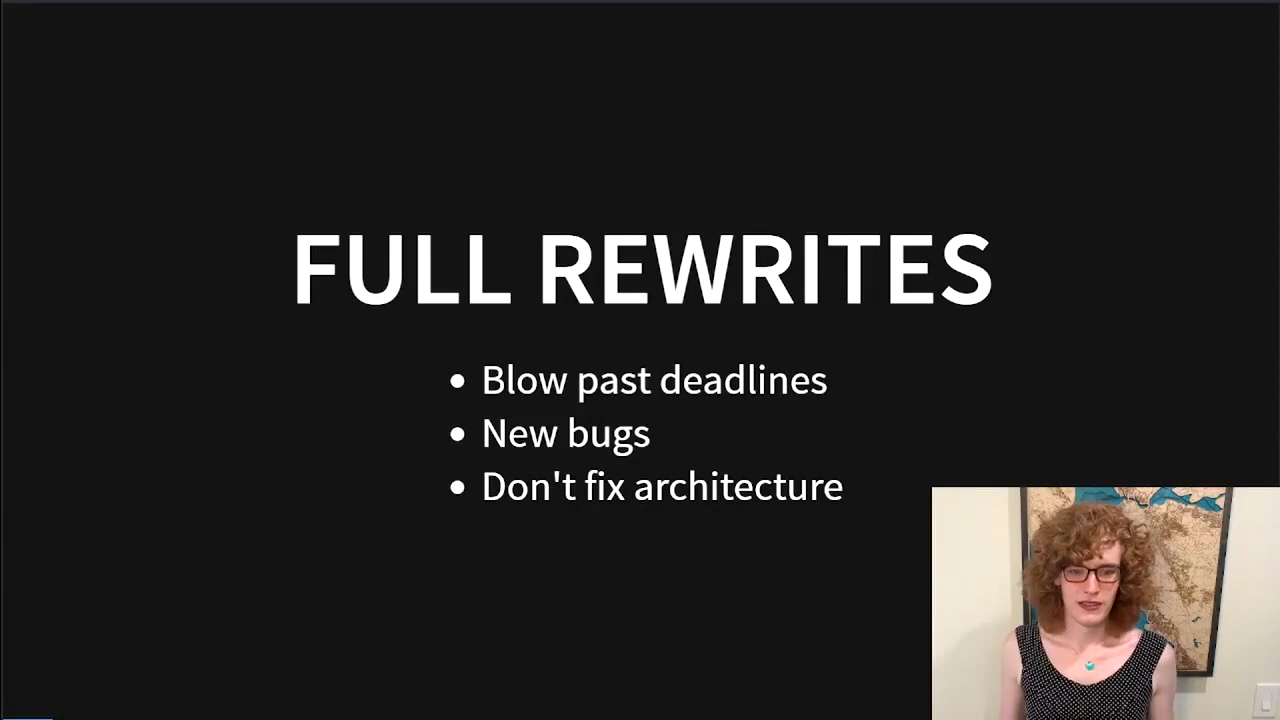 FULL REWRITES
• Blow past deadlines
• New bugs
• Don't fix architecture